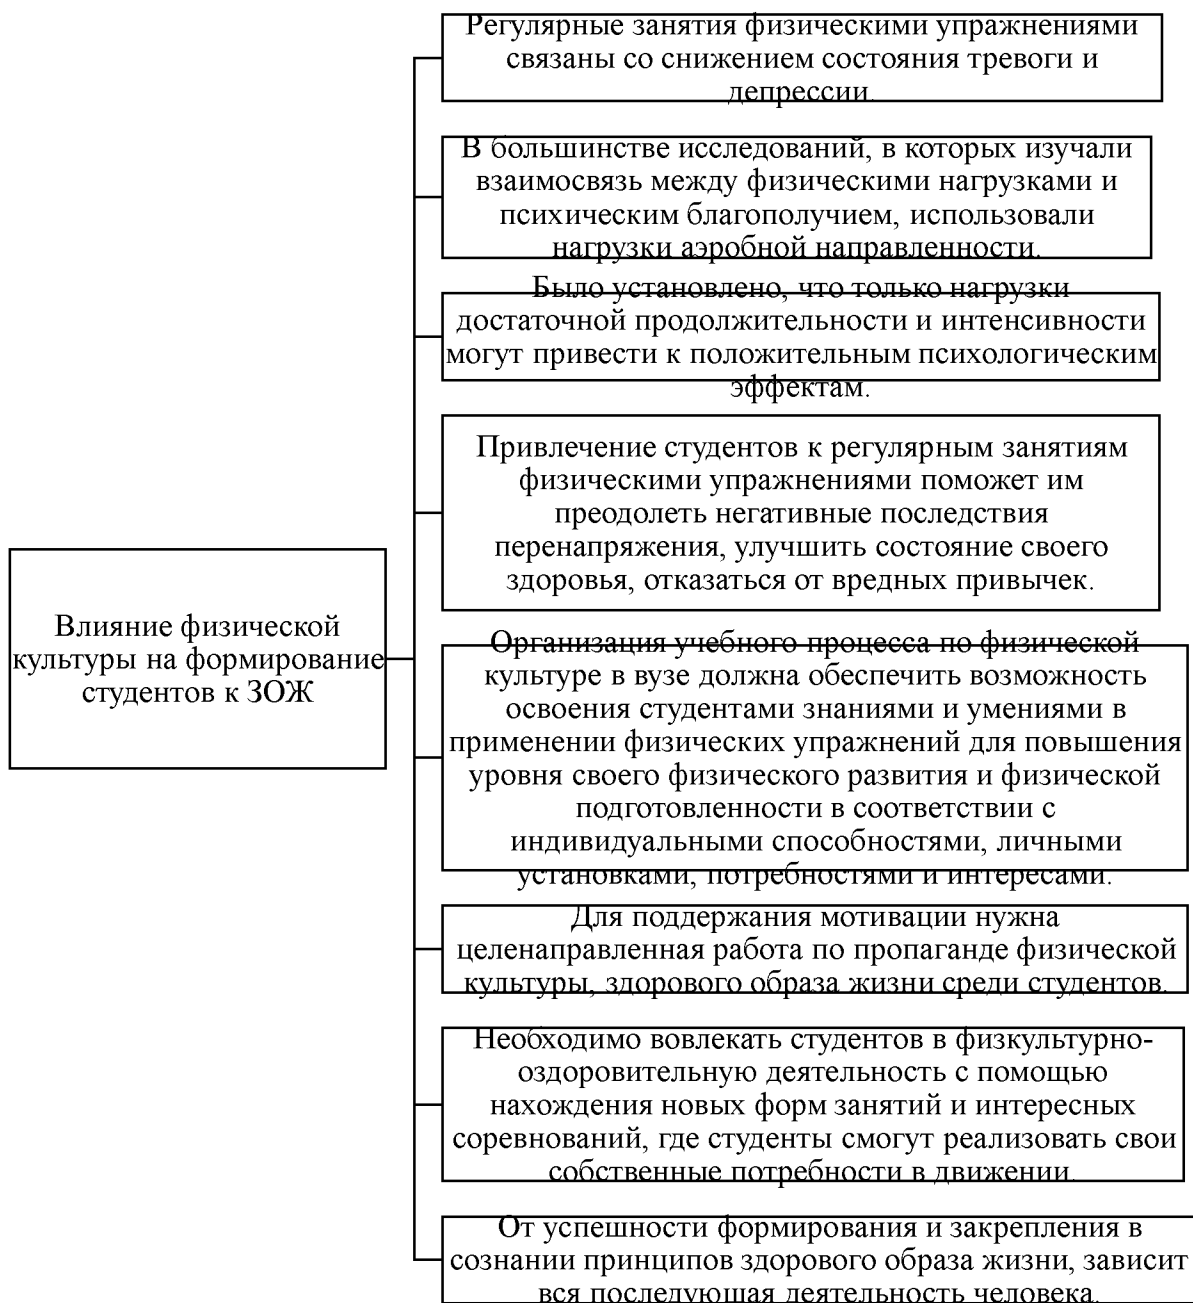 Влияние физической
культуры на формирование
студентов к ЗОЖ
Регулярные занятия физическими упражнениями
связаны со снижением состояния тревоги и
депрессии.
В большинстве исследований, в которых изучали
взаимосвязь между физическими нагрузками и
психическим благополучием, использовали
нагрузки аэробной направленности.
Было установлено, что только нагрузки
достаточной продолжительности и интенсивности
могут привести к положительным психологическим
эффектам.
Привлечение студентов к регулярным занятиям
физическими упражнениями поможет им
преодолеть негативные последствия
перенапряжения, улучшить состояние своего
здоровья, отказаться от вредных привычек.
Организация учебного процесса по физической
культуре в вузе должна обеспечить возможность
освоения студентами знаниями и умениями в
применении физических упражнений для повышения
уровня своего физического развития и физической
подготовленности в соответствии с
индивидуальными способностями, личными
установками, потребностями и интересами.
Для поддержания мотивации нужна
целенаправленная работа по пропаганде физической
культуры, здорового образа жизни среди студентов.
Необходимо вовлекать студентов в физкультурно-
оздоровительную деятельность с помощью
нахождения новых форм занятий и интересных
соревнований, где студенты смогут реализовать свои
собственные потребности в движении.
От успешности формирования и закрепления в
сознании принципов здорового образа жизни, зависит
вся последующая деятельность человека.